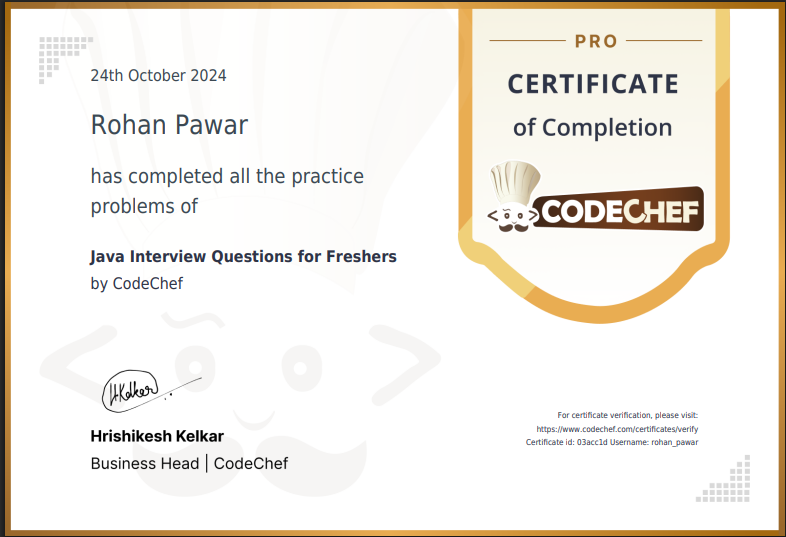 24th October 2024
Rohan Pawar
has completed all the practice
problems of
Java Interview Questions for Freshers
by CodeChef
HKelkar
Hrishikesh Kelkar
Business Head | CodeChef
PRO
CERTIFICATE
of Completion
CODECHEF
For certificate verification, please visit:
https://www.codechef.com/certificates/verify
Certificate id: 03acc1d Username: rohan_pawar